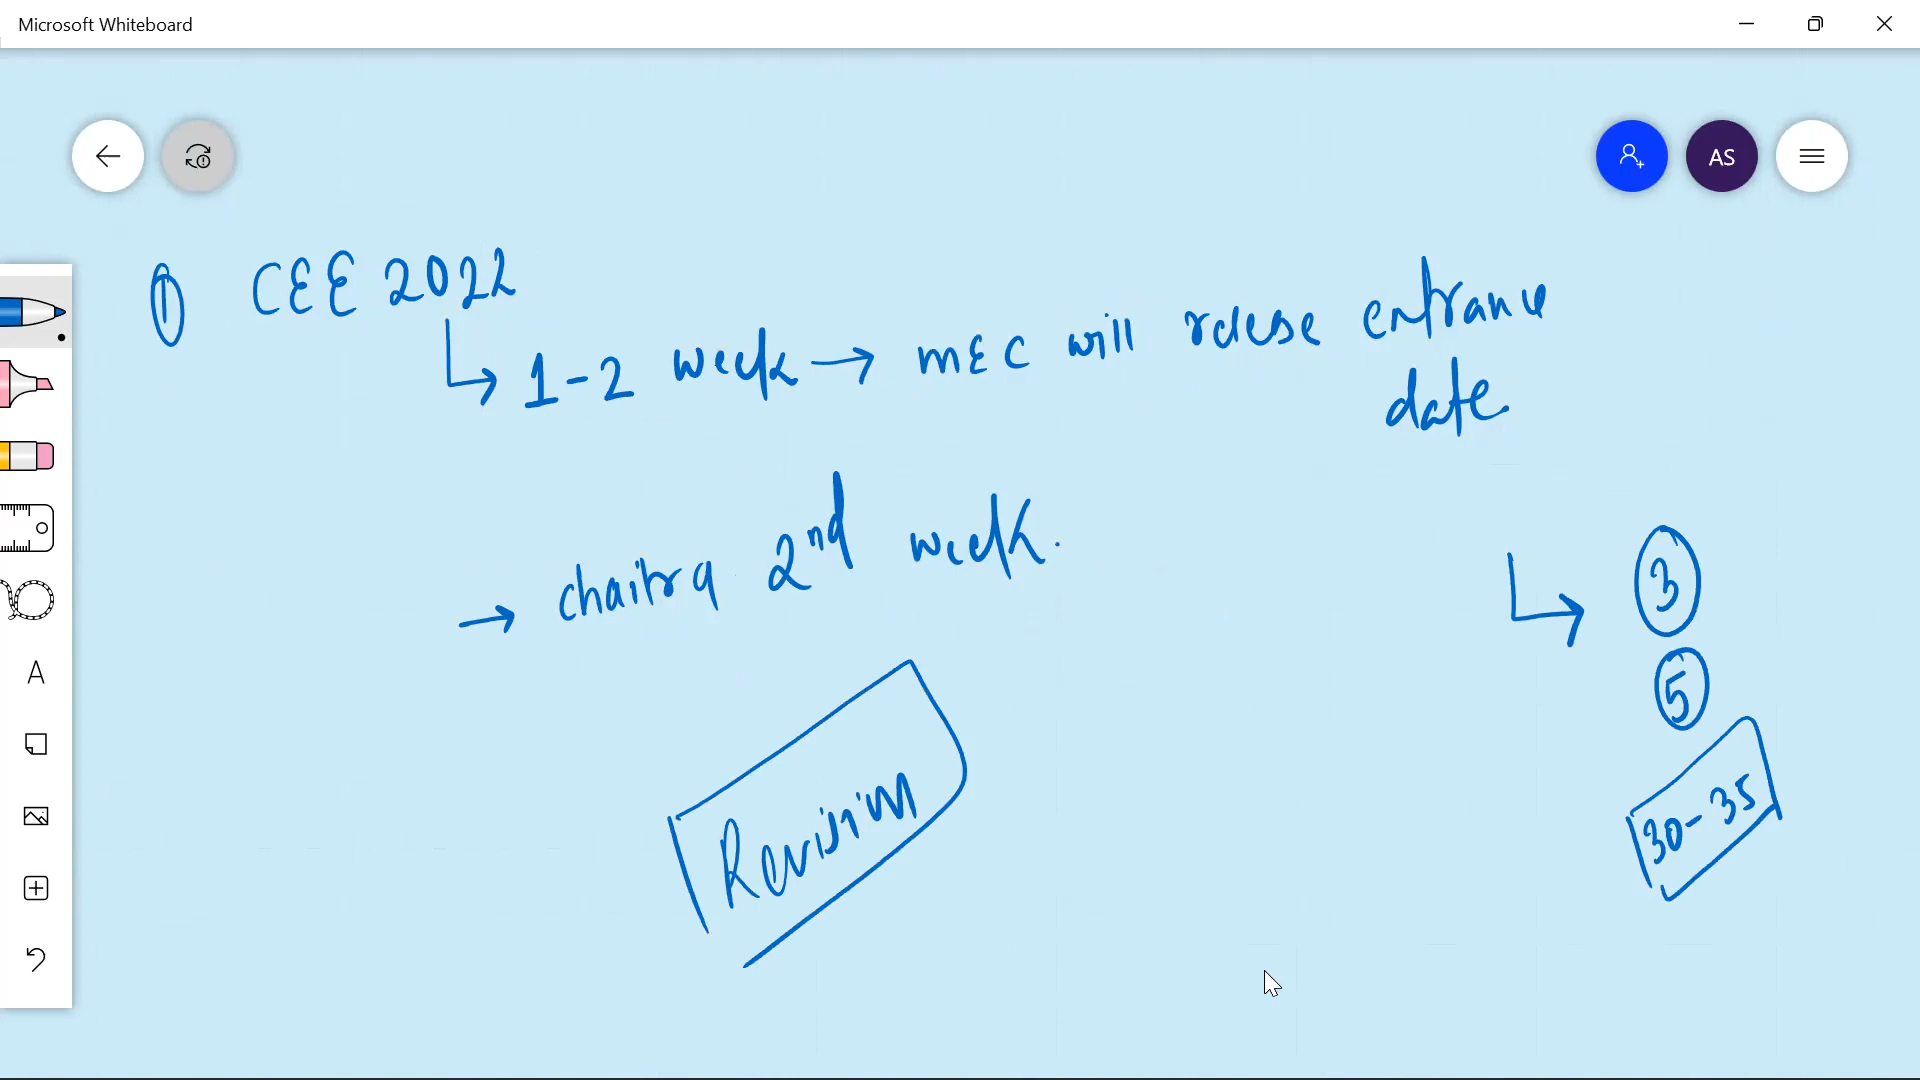 Microsoft Whiteboard
AS
① CEE 2022
↳ 1-2 week → MEC will release entrance
date
→ chaitra 2nd week.
↳ ③
⑤
30-35
Revision
A